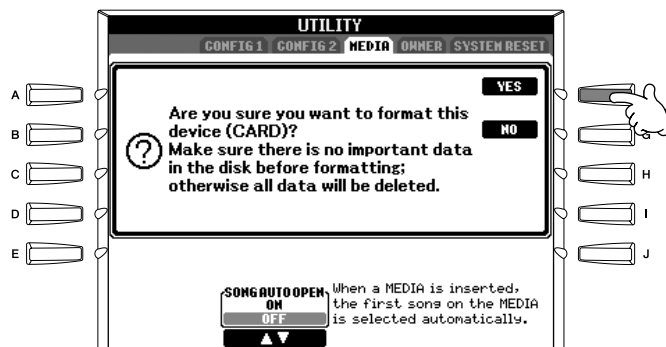 UTILITY
CONFIG 1 CONFIG 2 MEDIA OWNER SYSTEM RESET
YES
Are you sure you want to format this
device (CARD)?
NO
Make sure there is no important data
in the disk before formatting;
otherwise all data will be deleted.
A
B
C
D
E
G
H
I
J
SONG AUTO OPEN
ON
OFF
When a MEDIA is inserted,
the first song on the MEDIA
is selected automatically.